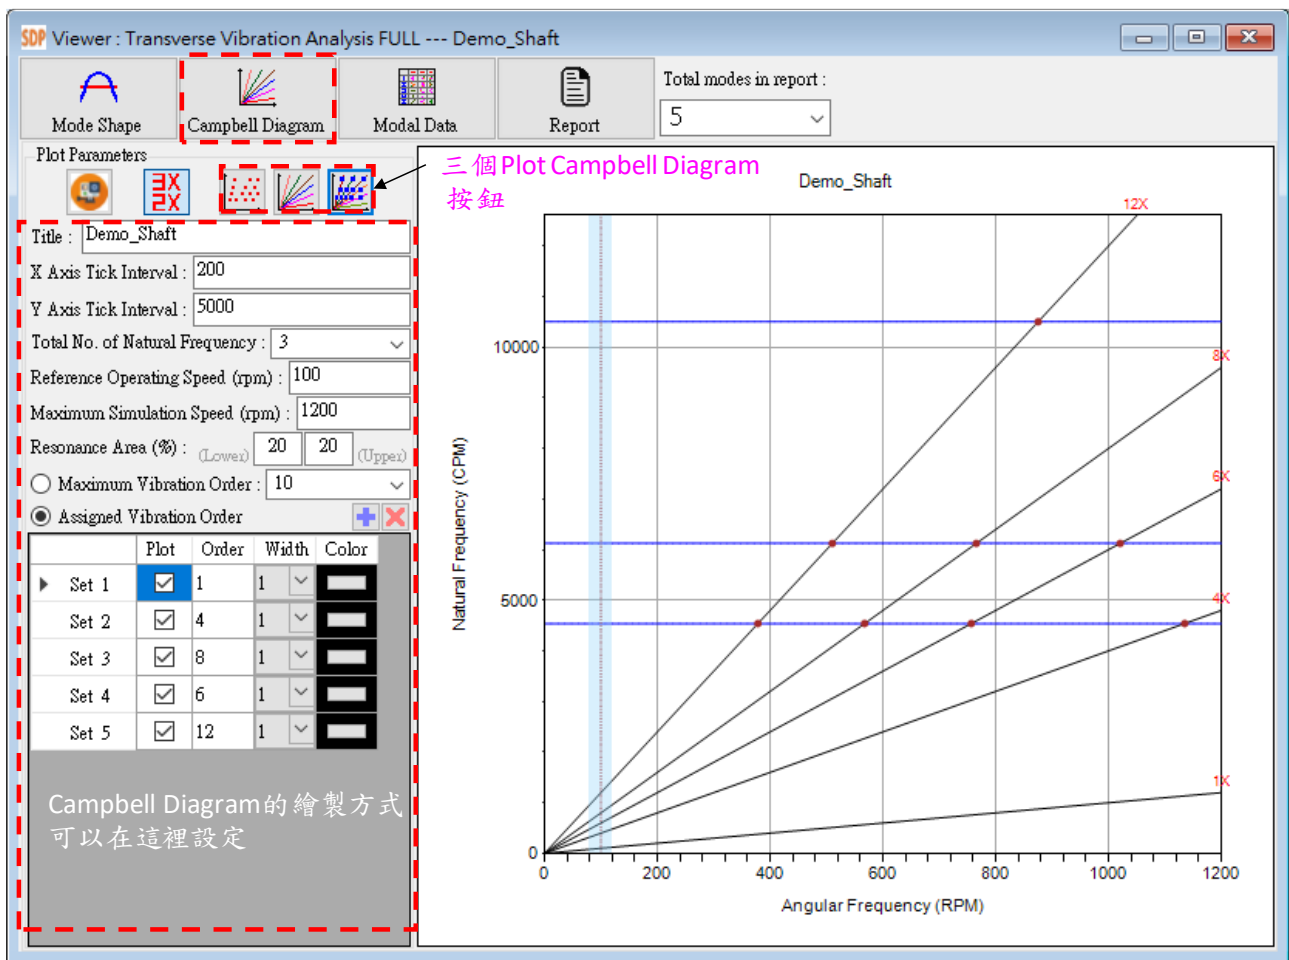 SDP Viewer : Transverse Vibration Analysis FULL --- Demo_Shaft
Mode Shape
Campbell Diagram
Modal Data
Report
Total modes in report :
5
Plot Parameters
3X
2X
三個Plot Campbell Diagram
按鈕
Title : Demo_Shaft
X Axis Tick Interval : 200
Y Axis Tick Interval : 5000
Total No. of Natural Frequency : 3
Reference Operating Speed (rpm) : 100
Maximum Simulation Speed (rpm) : 1200
Resonance Area (%) : (Lower) 20 20 (Upper)
Maximum Vibration Order : 10
Assigned Vibration Order
Plot Order Width Color
Set 1 1 1
Set 2 4 1
Set 3 8 1
Set 4 6 1
Set 5 12 1
Campbell Diagram的繪製方式
可以在這裡設定
Demo_Shaft
12X
8X
6X
4X
1X
10000
5000
0
Natural Frequency (CPM)
0 200 400 600 800 1000 1200
Angular Frequency (RPM)